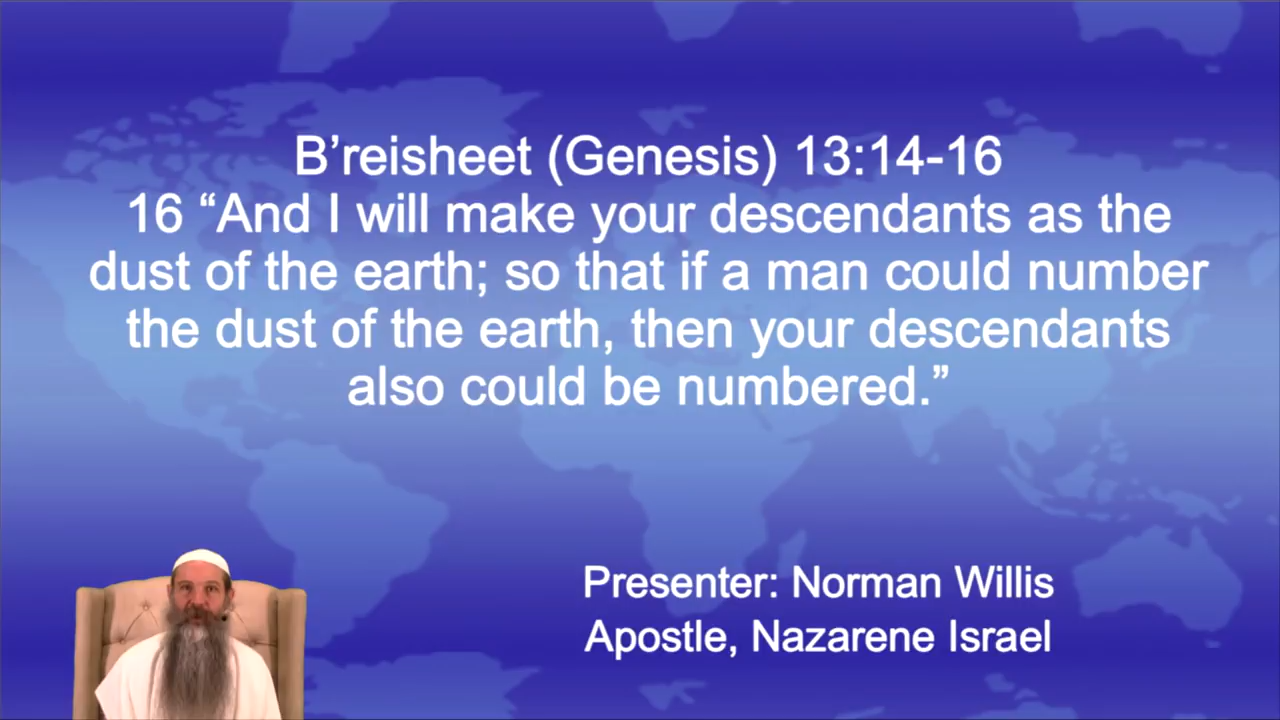 B’reisheet (Genesis) 13:14-16
16 “And I will make your descendants as the
dust of the earth; so that if a man could number
the dust of the earth, then your descendants
also could be numbered.”
Presenter: Norman Willis
Apostle, Nazarene Israel